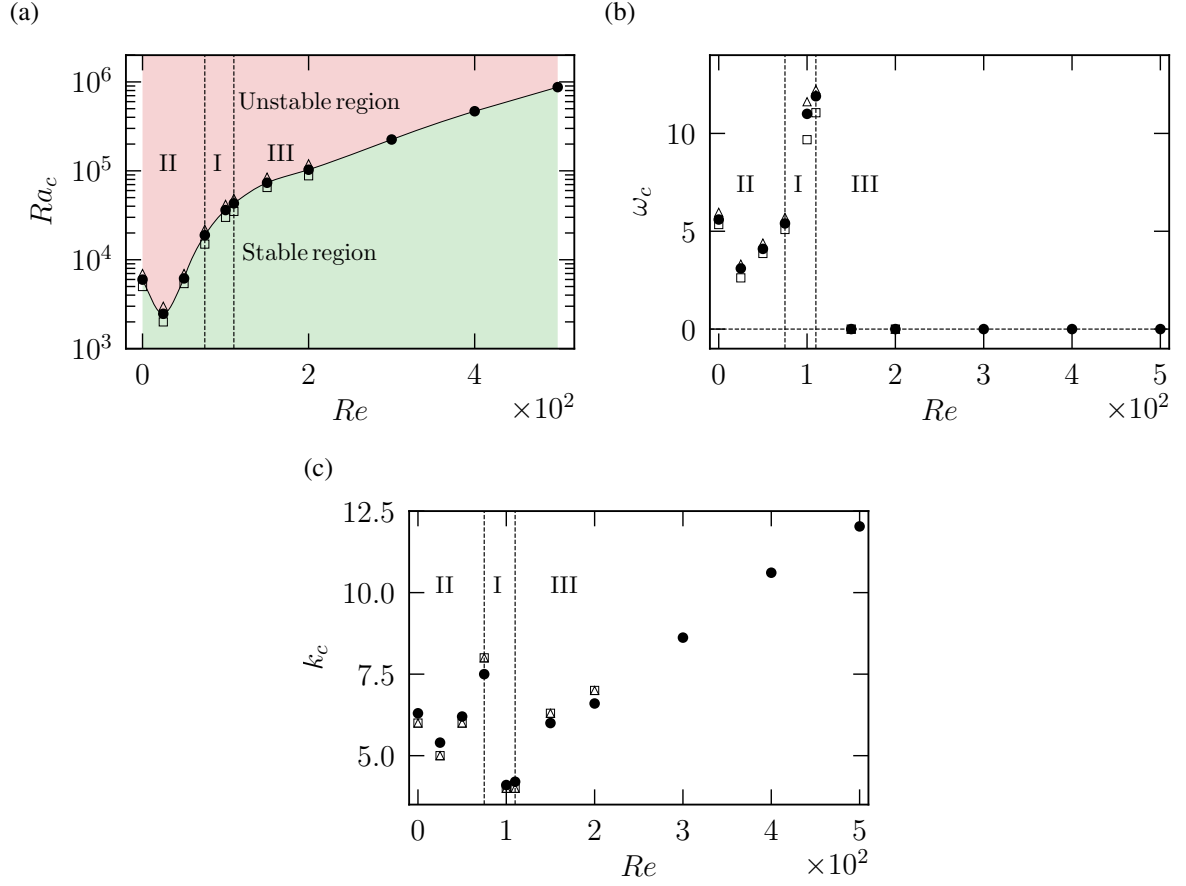 (a)
10^6
10^5
10^4
10^3
Ra_c
Unstable region
II
I
III
Stable region
0
2
4
Re
×10^2
(b)
10
5
0
ω_c
II
I
III
0
1
2
3
4
5
Re
×10^2
(c)
12.5
10.0
7.5
5.0
k_c
II
I
III
0
1
2
3
4
5
Re
×10^2